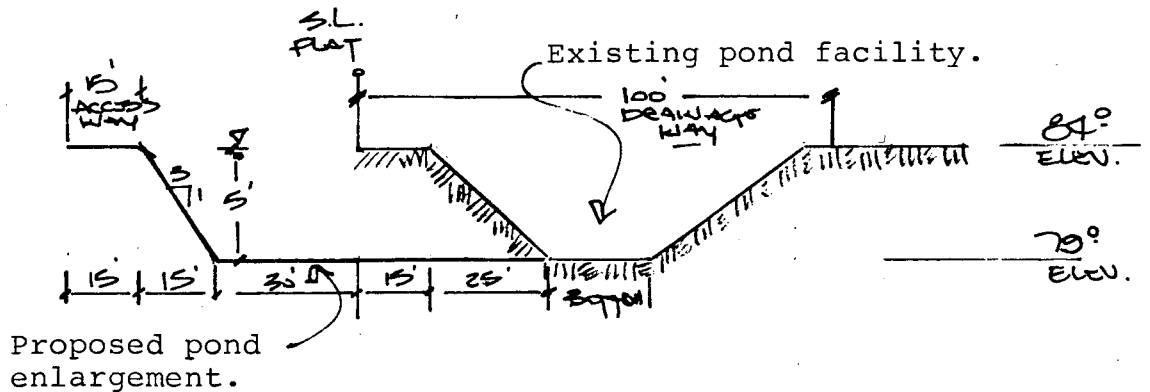 S.L.
PLAT
Existing pond facility.
15'
ACCESS
WAY
100'
DRAINAGE
WAY
84°
ELEV.
3
1
5'
79°
ELEV.
15'
15'
30'
15'
25'
BOTTOM
Proposed pond
enlargement.